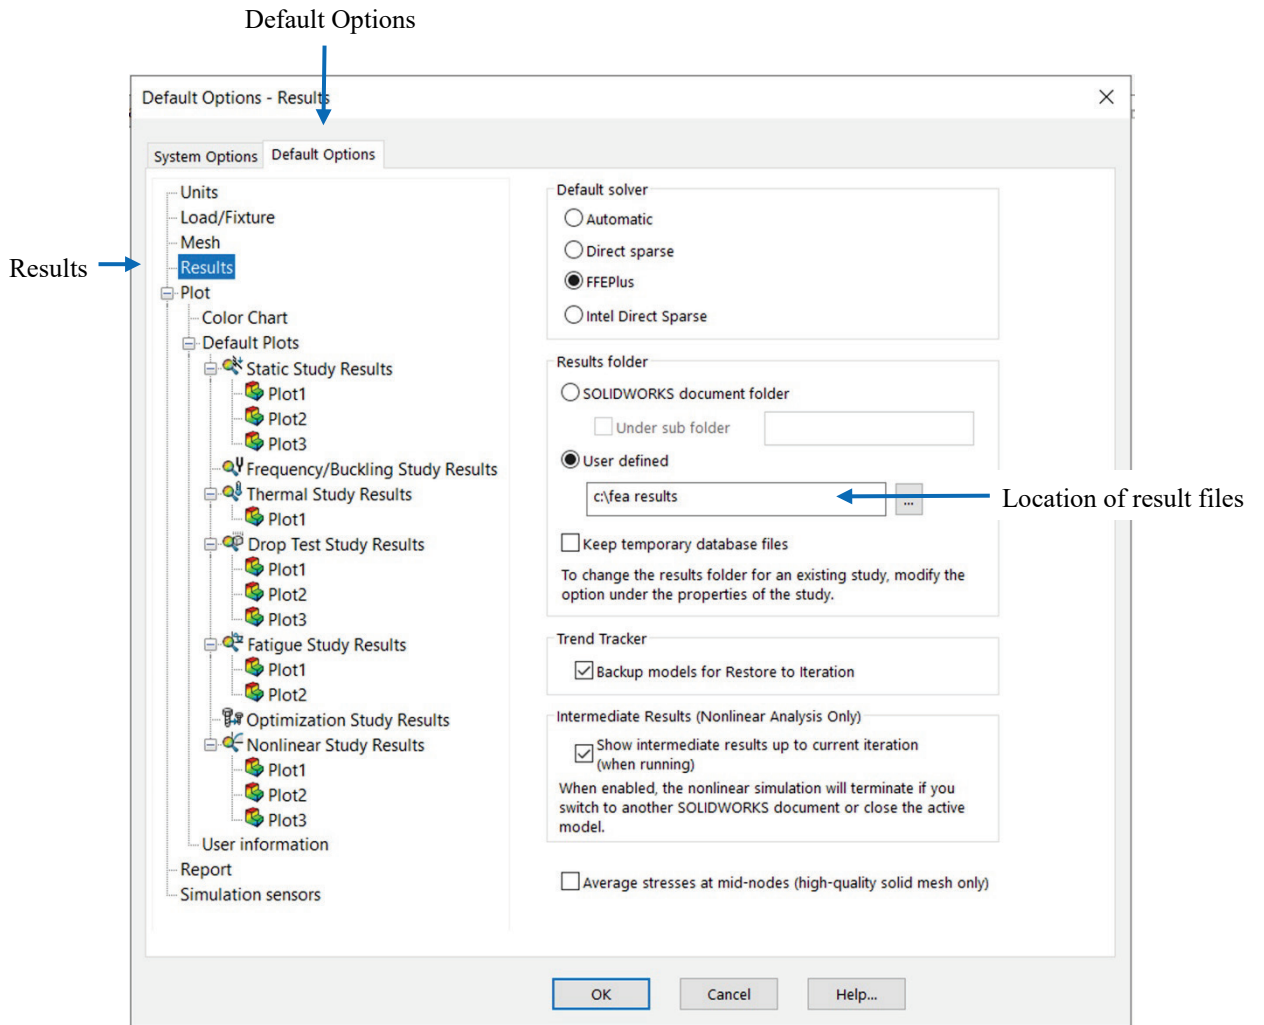 Default Options
Default Options - Results
System Options
Default Options
Results
Units
Load/Fixture
Mesh
Results
Plot
Color Chart
Default Plots
Static Study Results
Plot1
Plot2
Plot3
Frequency/Buckling Study Results
Thermal Study Results
Plot1
Drop Test Study Results
Plot1
Plot2
Plot3
Fatigue Study Results
Plot1
Plot2
Optimization Study Results
Nonlinear Study Results
Plot1
Plot2
Plot3
User information
Report
Simulation sensors
Default solver
Automatic
Direct sparse
FFEPlus
Intel Direct Sparse
Results folder
SOLIDWORKS document folder
Under sub folder
User defined
c:\fea results
...
Location of result files
Keep temporary database files
To change the results folder for an existing study, modify the
option under the properties of the study.
Trend Tracker
Backup models for Restore to Iteration
Intermediate Results (Nonlinear Analysis Only)
Show intermediate results up to current iteration
(when running)
When enabled, the nonlinear simulation will terminate if you
switch to another SOLIDWORKS document or close the active
model.
Average stresses at mid-nodes (high-quality solid mesh only)
OK
Cancel
Help...